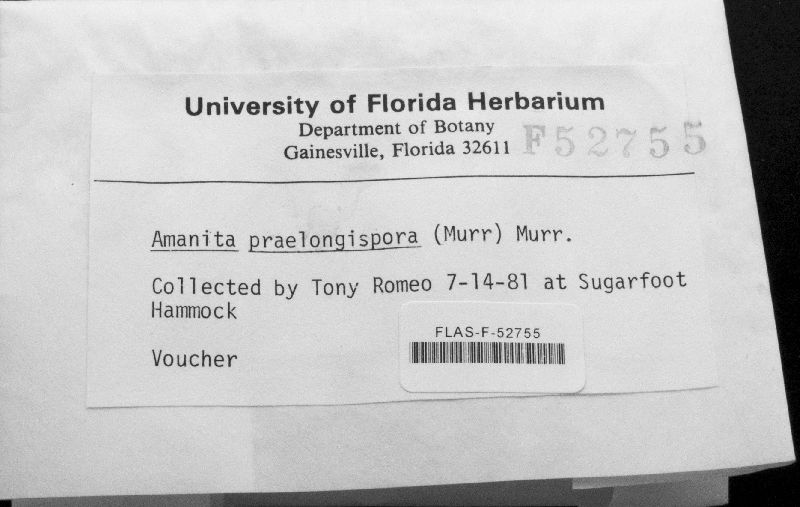 University of Florida Herbarium
Department of Botany
Gainesville, Florida 32611
F52755
Amanita praelongispora (Murr) Murr.
Collected by Tony Romeo 7-14-81 at Sugarfoot
Hammock
FLAS-F-52755
Voucher